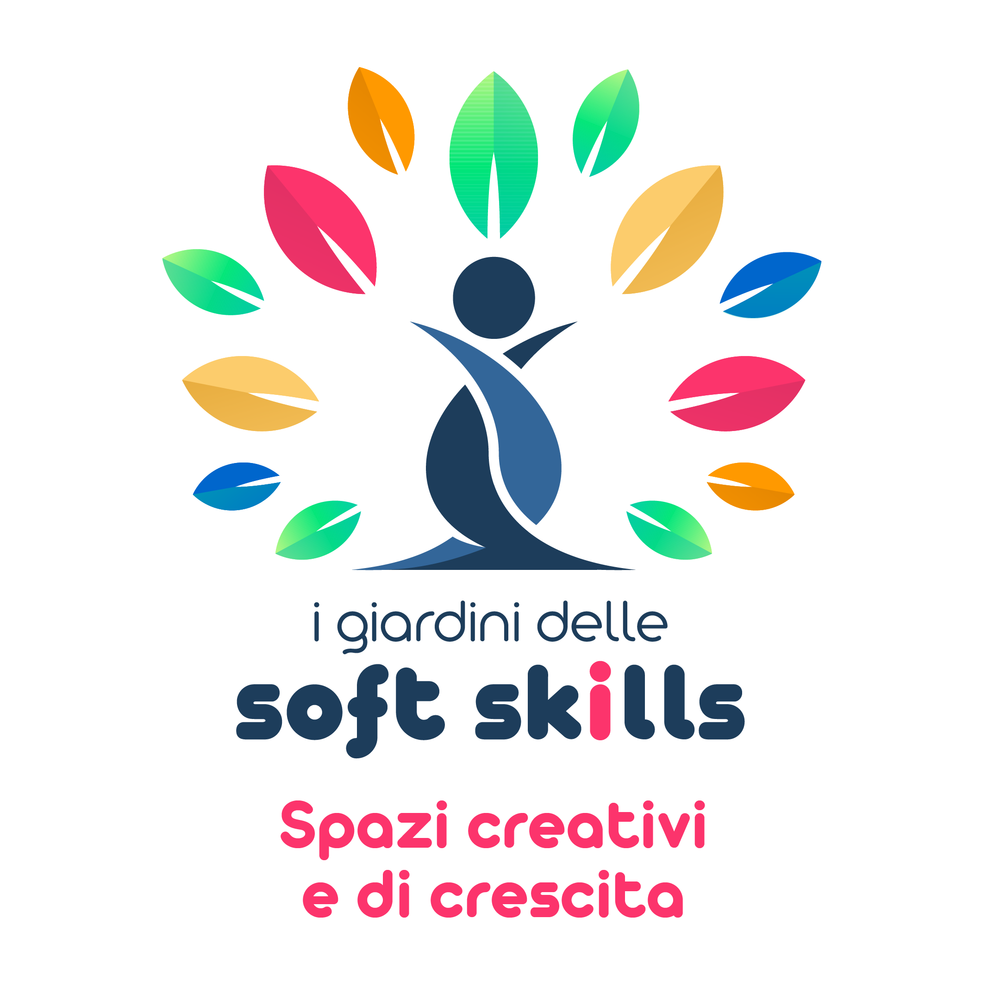 i giardini delle
soft skills
Spazi creativi
e di crescita